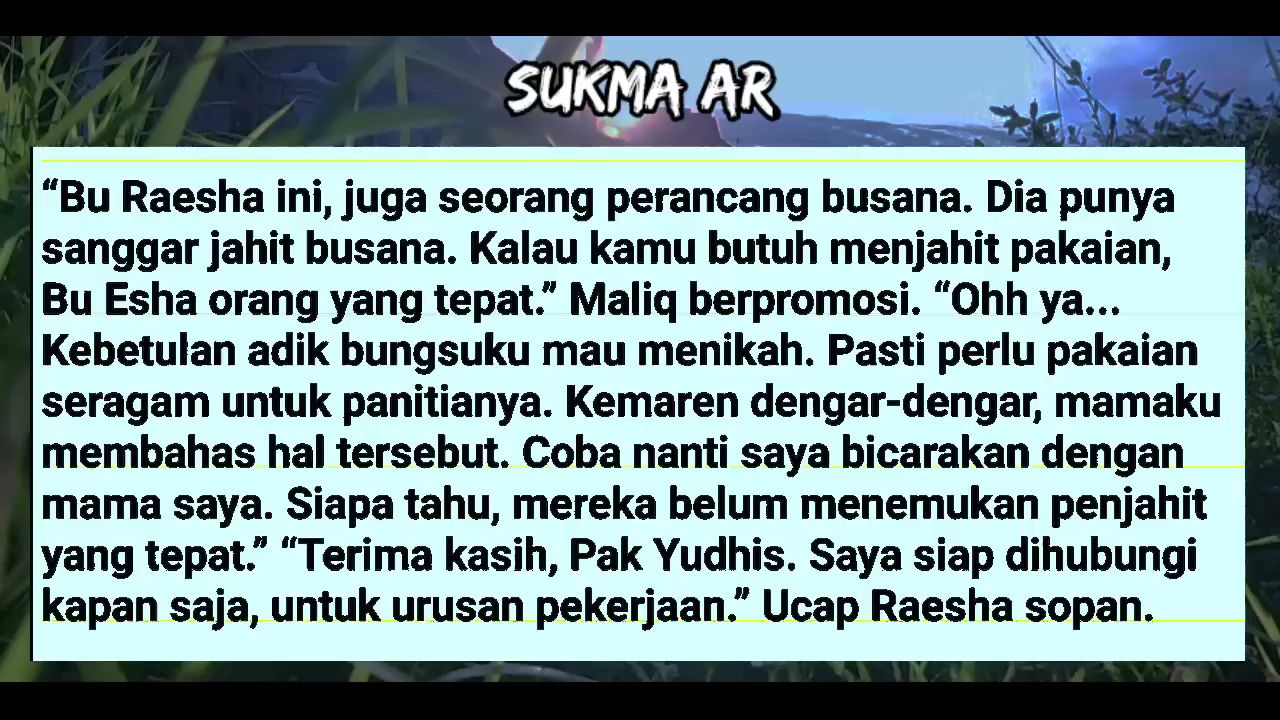 SUKMA AR
“Bu Raesha ini, juga seorang perancang busana. Dia punya
sanggar jahit busana. Kalau kamu butuh menjahit pakaian,
Bu Esha orang yang tepat.” Maliq berpromosi. “Ohh ya...
Kebetulan adik bungsuku mau menikah. Pasti perlu pakaian
seragam untuk panitianya. Kemaren dengar-dengar, mamaku
membahas hal tersebut. Coba nanti saya bicarakan dengan
mama saya. Siapa tahu, mereka belum menemukan penjahit
yang tepat.” “Terima kasih, Pak Yudhis. Saya siap dihubungi
kapan saja, untuk urusan pekerjaan.” Ucap Raesha sopan.